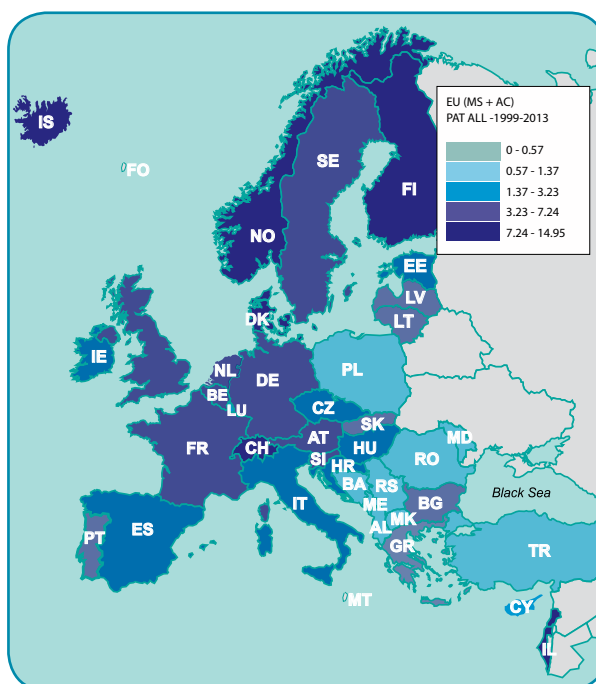 EU (MS + AC)
PAT ALL -1999-2013
0 - 0.57
0.57 - 1.37
1.37 - 3.23
3.23 - 7.24
7.24 - 14.95
IS
FO
SE
FI
NO
EE
LV
DK
LT
IE
NL
DE
PL
BE
LU
CZ
SK
AT
HU
MD
FR
CH
SI
HR
RO
BA
RS
IT
ME
BG
Black Sea
MK
ES
PT
AL
GR
TR
MT
CY
IL